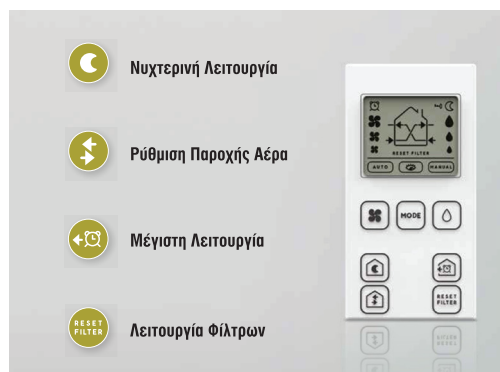 Νυχτερινή Λειτουργία
Ρύθμιση Παροχής Αέρα
Μέγιστη Λειτουργία
RESET
FILTER
Λειτουργία Φίλτρων
RESET FILTER
AUTO
MANUAL
MODE
RESET
FILTER